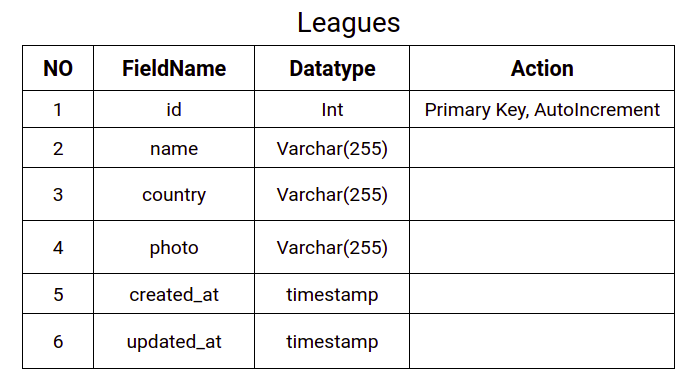 Leagues
NO FieldName Datatype Action
1 id Int Primary Key, AutoIncrement
2 name Varchar(255)
3 country Varchar(255)
4 photo Varchar(255)
5 created_at timestamp
6 updated_at timestamp